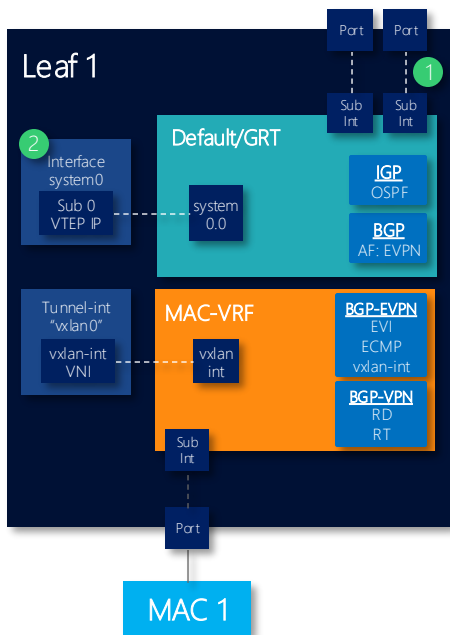 Port
Port
Leaf 1
1
Sub
Int
Sub
Int
2
Interface
system0
Sub 0
VTEP IP
Default/GRT
system
0.0
IGP
OSPF
BGP
AF: EVPN
Tunnel-int
"vxlan0"
vxlan-int
VNI
MAC-VRF
vxlan
int
BGP-EVPN
EVI
ECMP
vxlan-int
BGP-VPN
RD
RT
Sub
Int
Port
MAC 1